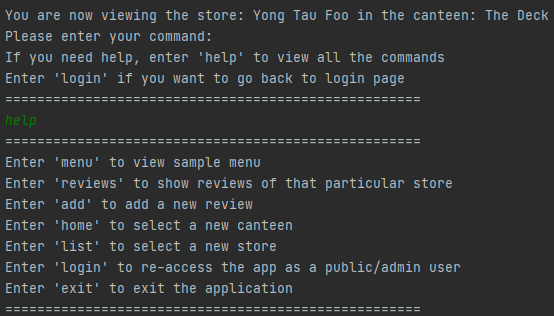 You are now viewing the store: Yong Tau Foo in the canteen: The Deck
Please enter your command:
If you need help, enter 'help' to view all the commands
Enter 'login' if you want to go back to login page
====================================================
help
====================================================
Enter 'menu' to view sample menu
Enter 'reviews' to show reviews of that particular store
Enter 'add' to add a new review
Enter 'home' to select a new canteen
Enter 'list' to select a new store
Enter 'login' to re-access the app as a public/admin user
Enter 'exit' to exit the application
====================================================